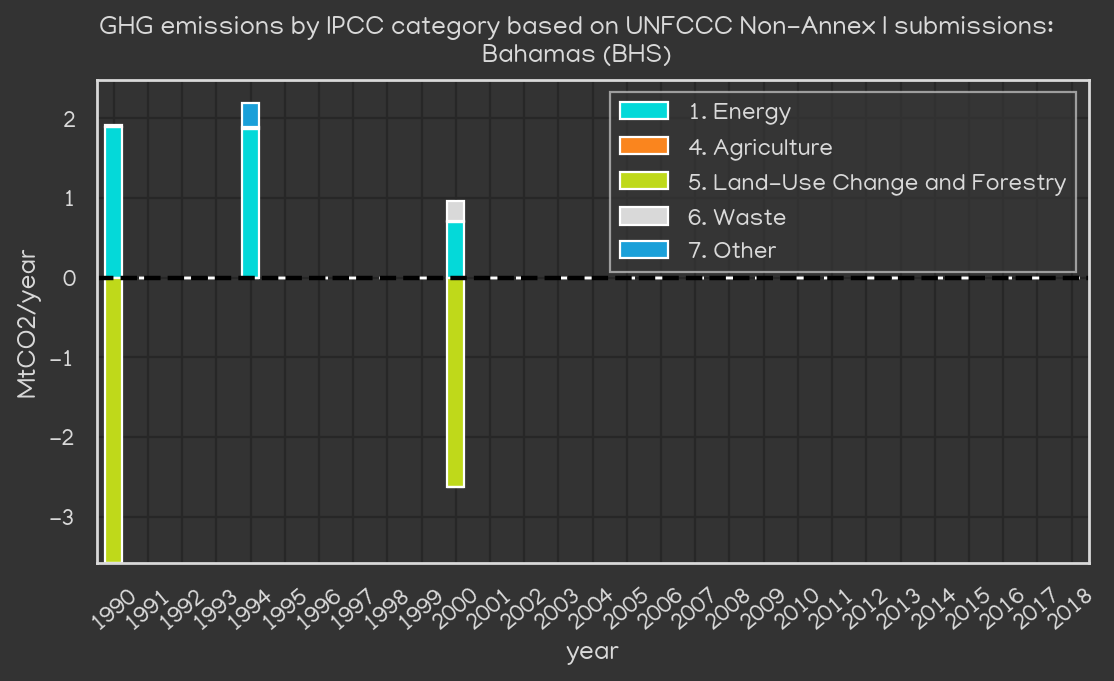 GHG emissions by IPCC category based on UNFCCC Non-Annex I submissions:
Bahamas (BHS)
1. Energy
4. Agriculture
5. Land-Use Change and Forestry
6. Waste
7. Other
MtCO2/year
2
1
0
-1
-2
-3
1990 1991 1992 1993 1994 1995 1996 1997 1998 1999 2000 2001 2002 2003 2004 2005 2006 2007 2008 2009 2010 2011 2012 2013 2014 2015 2016 2017 2018
year